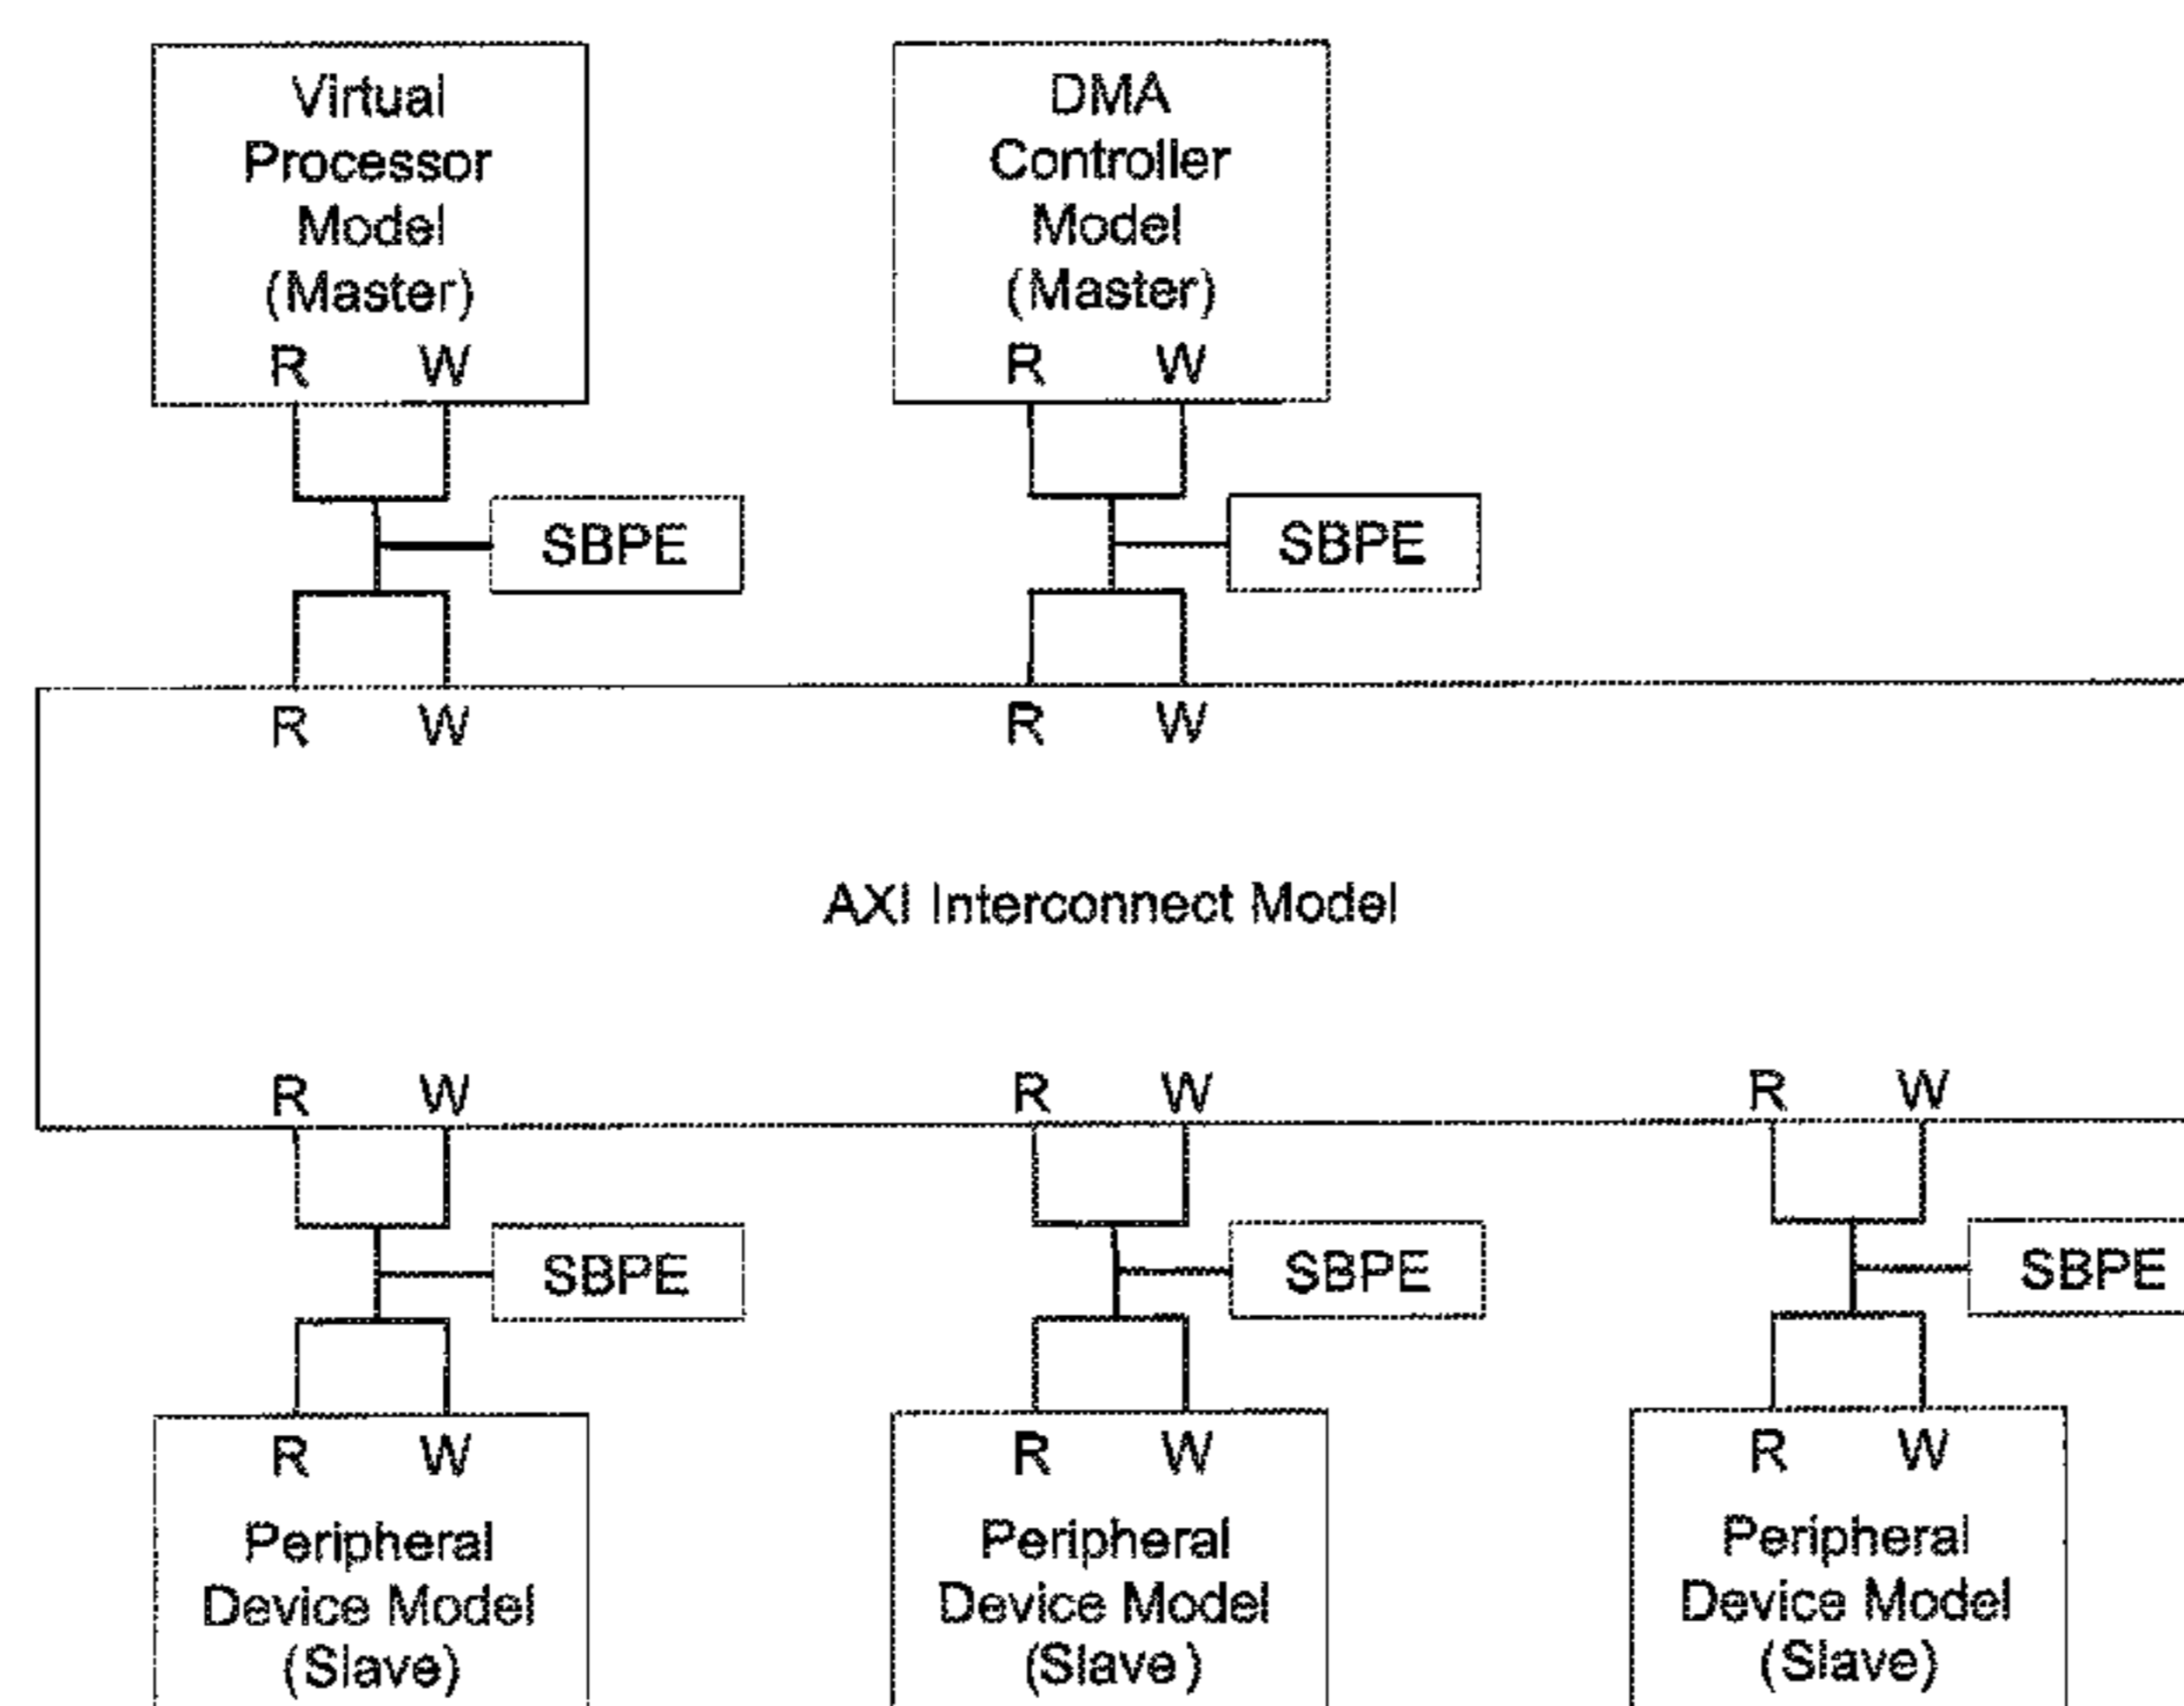 Virtual
Processor
Model
(Master)
R W
DMA
Controller
Model
(Master)
R W
SBPE
SBPE
R W
R W
AXI Interconnect Model
R W
R W
R W
SBPE
SBPE
SBPE
R W
Peripheral
Device Model
(Slave)
R W
Peripheral
Device Model
(Slave)
R W
Peripheral
Device Model
(Slave)